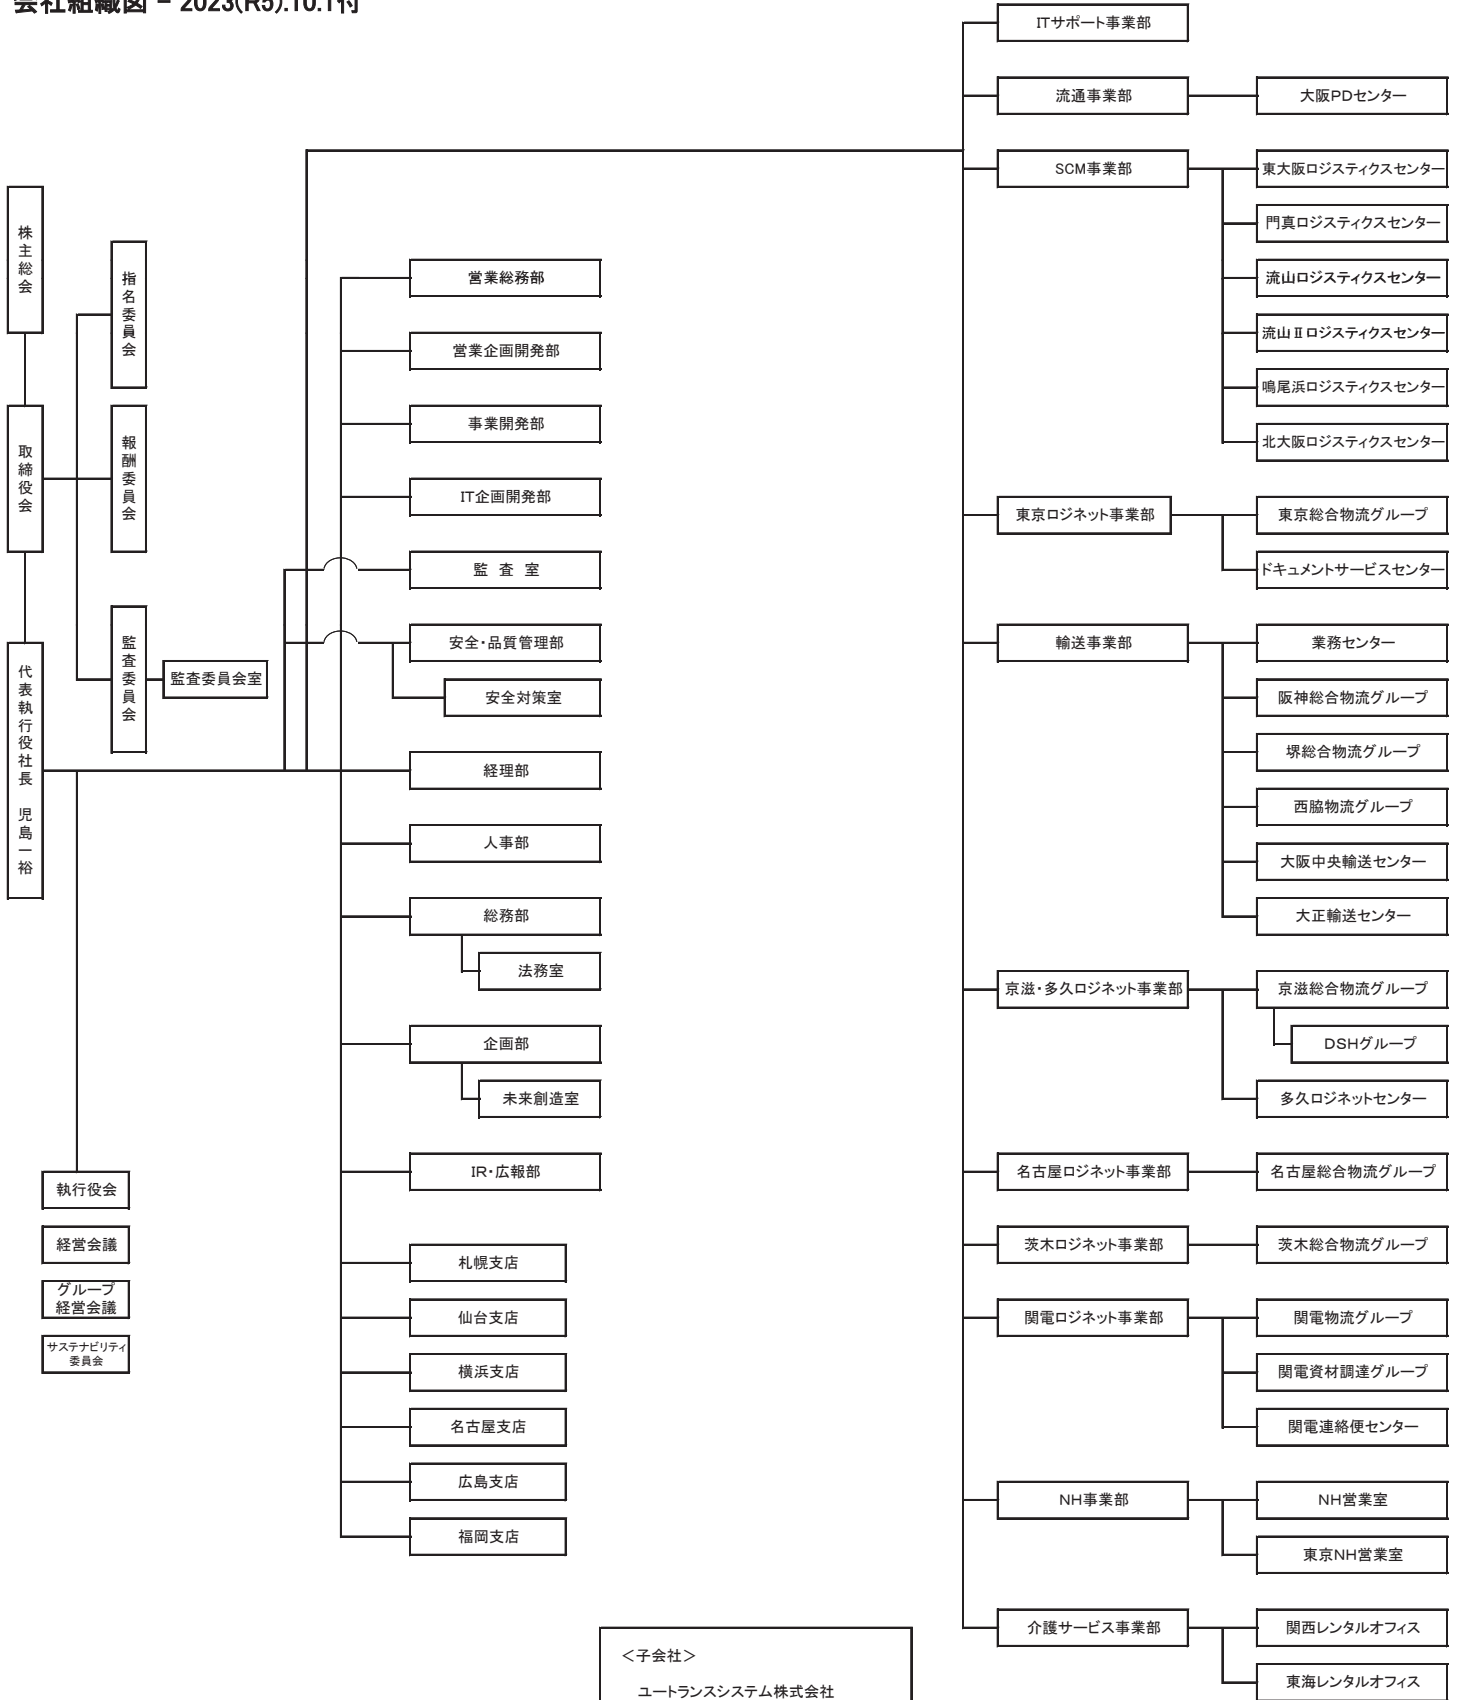 会社組織図 - 2023(R5).10.1付
株主総会
取締役会
代表執行役社長 児島一裕
指名委員会
報酬委員会
監査委員会
監査委員会室
執行役会
経営会議
グループ
経営会議
サステナビリティ
委員会
営業総務部
営業企画開発部
事業開発部
IT企画開発部
監 査 室
安全・品質管理部
安全対策室
経理部
人事部
総務部
法務室
企画部
未来創造室
IR・広報部
札幌支店
仙台支店
横浜支店
名古屋支店
広島支店
福岡支店
ITサポート事業部
流通事業部
大阪PDセンター
SCM事業部
東大阪ロジスティクスセンター
門真ロジスティクスセンター
流山ロジスティクスセンター
流山Ⅱロジスティクスセンター
鳴尾浜ロジスティクスセンター
北大阪ロジスティクスセンター
東京ロジネット事業部
東京総合物流グループ
ドキュメントサービスセンター
輸送事業部
業務センター
阪神総合物流グループ
堺総合物流グループ
西脇物流グループ
大阪中央輸送センター
大正輸送センター
京滋・多久ロジネット事業部
京滋総合物流グループ
DSHグループ
多久ロジネットセンター
名古屋ロジネット事業部
名古屋総合物流グループ
茨木ロジネット事業部
茨木総合物流グループ
関電ロジネット事業部
関電物流グループ
関電資材調達グループ
関電連絡便センター
NH事業部
NH営業室
東京NH営業室
介護サービス事業部
関西レンタルオフィス
東海レンタルオフィス
＜子会社＞
ユートランスシステム株式会社